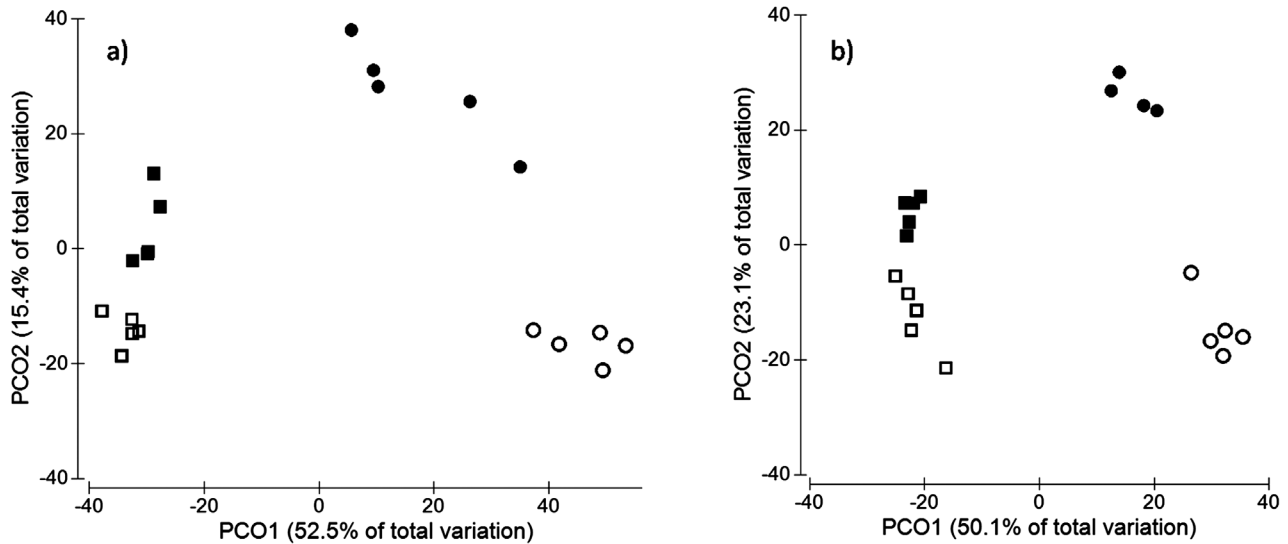 a)
40
20
0
-20
-40
PCO2 (15.4% of total variation)
-40 -20 0 20 40
PCO1 (52.5% of total variation)
b)
40
20
0
-20
-40
PCO2 (23.1% of total variation)
-40 -20 0 20 40
PCO1 (50.1% of total variation)